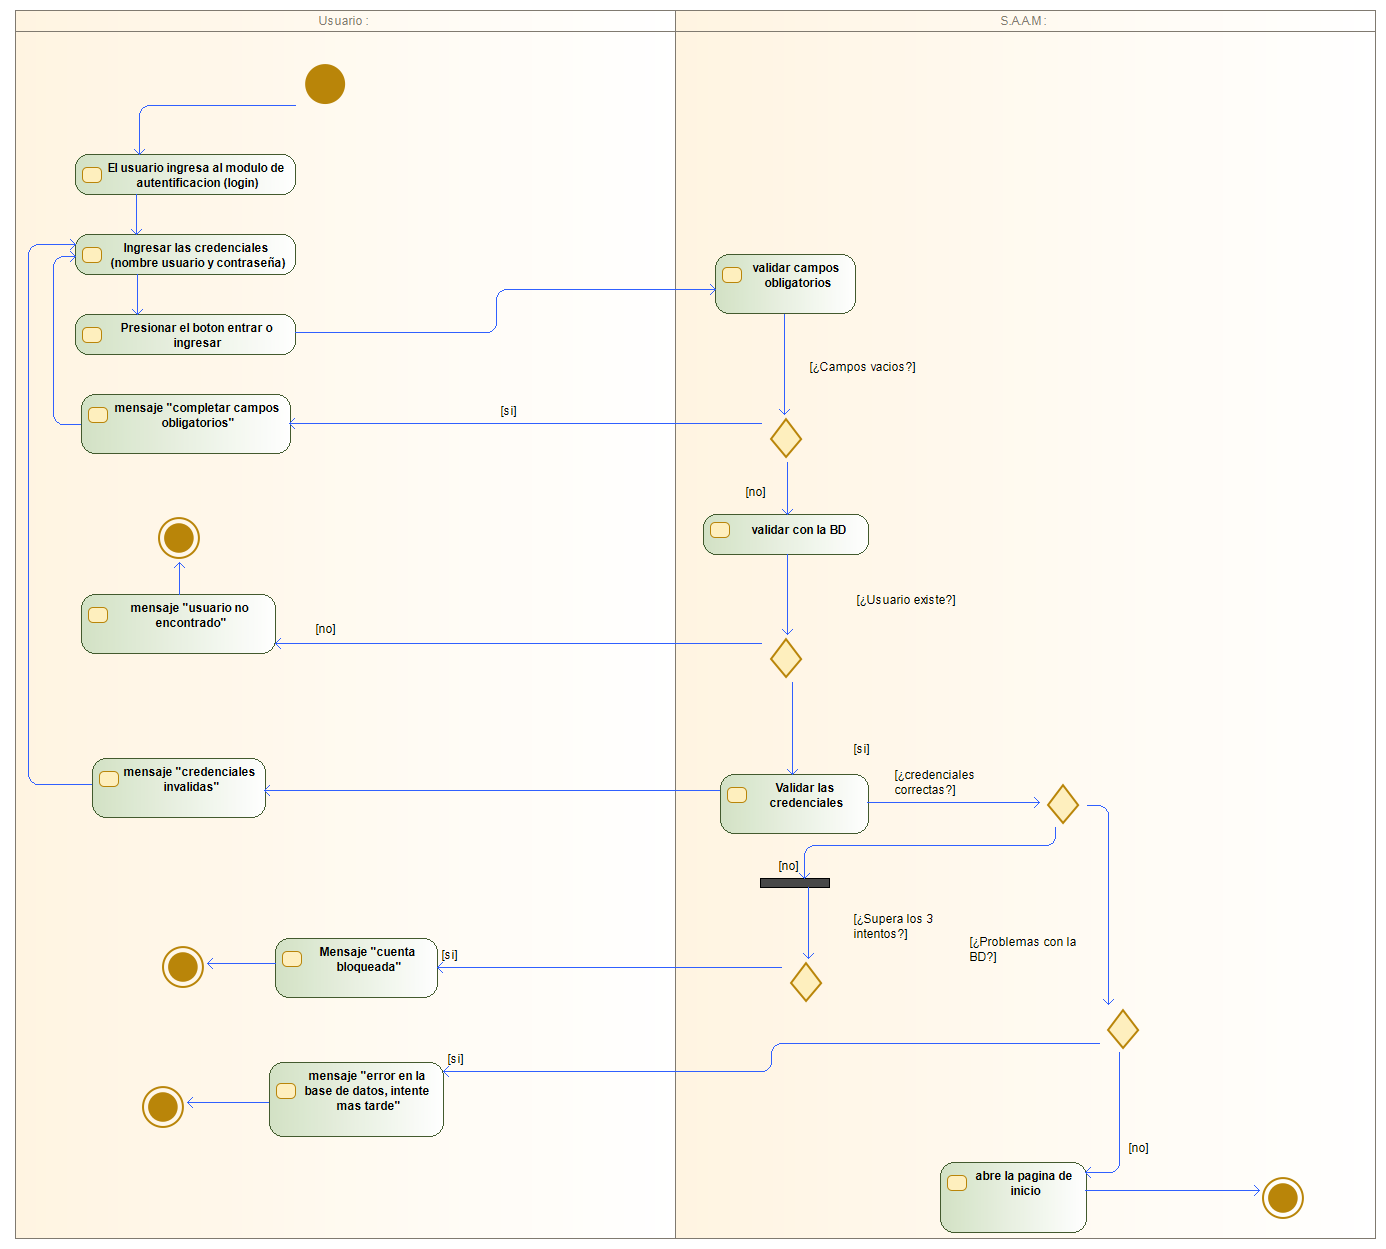 Usuario :
S.A.A.M :
El usuario ingresa al modulo de
autentificacion (login)
Ingresar las credenciales
(nombre usuario y contraseña)
validar campos
obligatorios
Presionar el boton entrar o
ingresar
[¿Campos vacios?]
mensaje "completar campos
obligatorios"
[si]
[no]
validar con la BD
[¿Usuario existe?]
mensaje "usuario no
encontrado"
[no]
[si]
mensaje "credenciales
invalidas"
Validar las
credenciales
[¿credenciales
correctas?]
[no]
[¿Supera los 3
intentos?]
[¿Problemas con la
BD?]
Mensaje "cuenta
bloqueada"
[si]
[si]
mensaje "error en la
base de datos, intente
mas tarde"
[no]
abre la pagina de
inicio